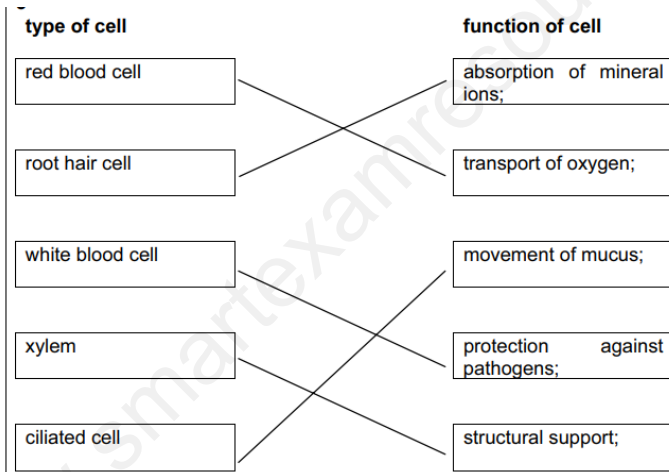 type of cell function of cell
red blood cell absorption of mineral
ions;
root hair cell transport of oxygen;
white blood cell movement of mucus;
xylem protection against
pathogens;
ciliated cell structural support;
smartexamresou